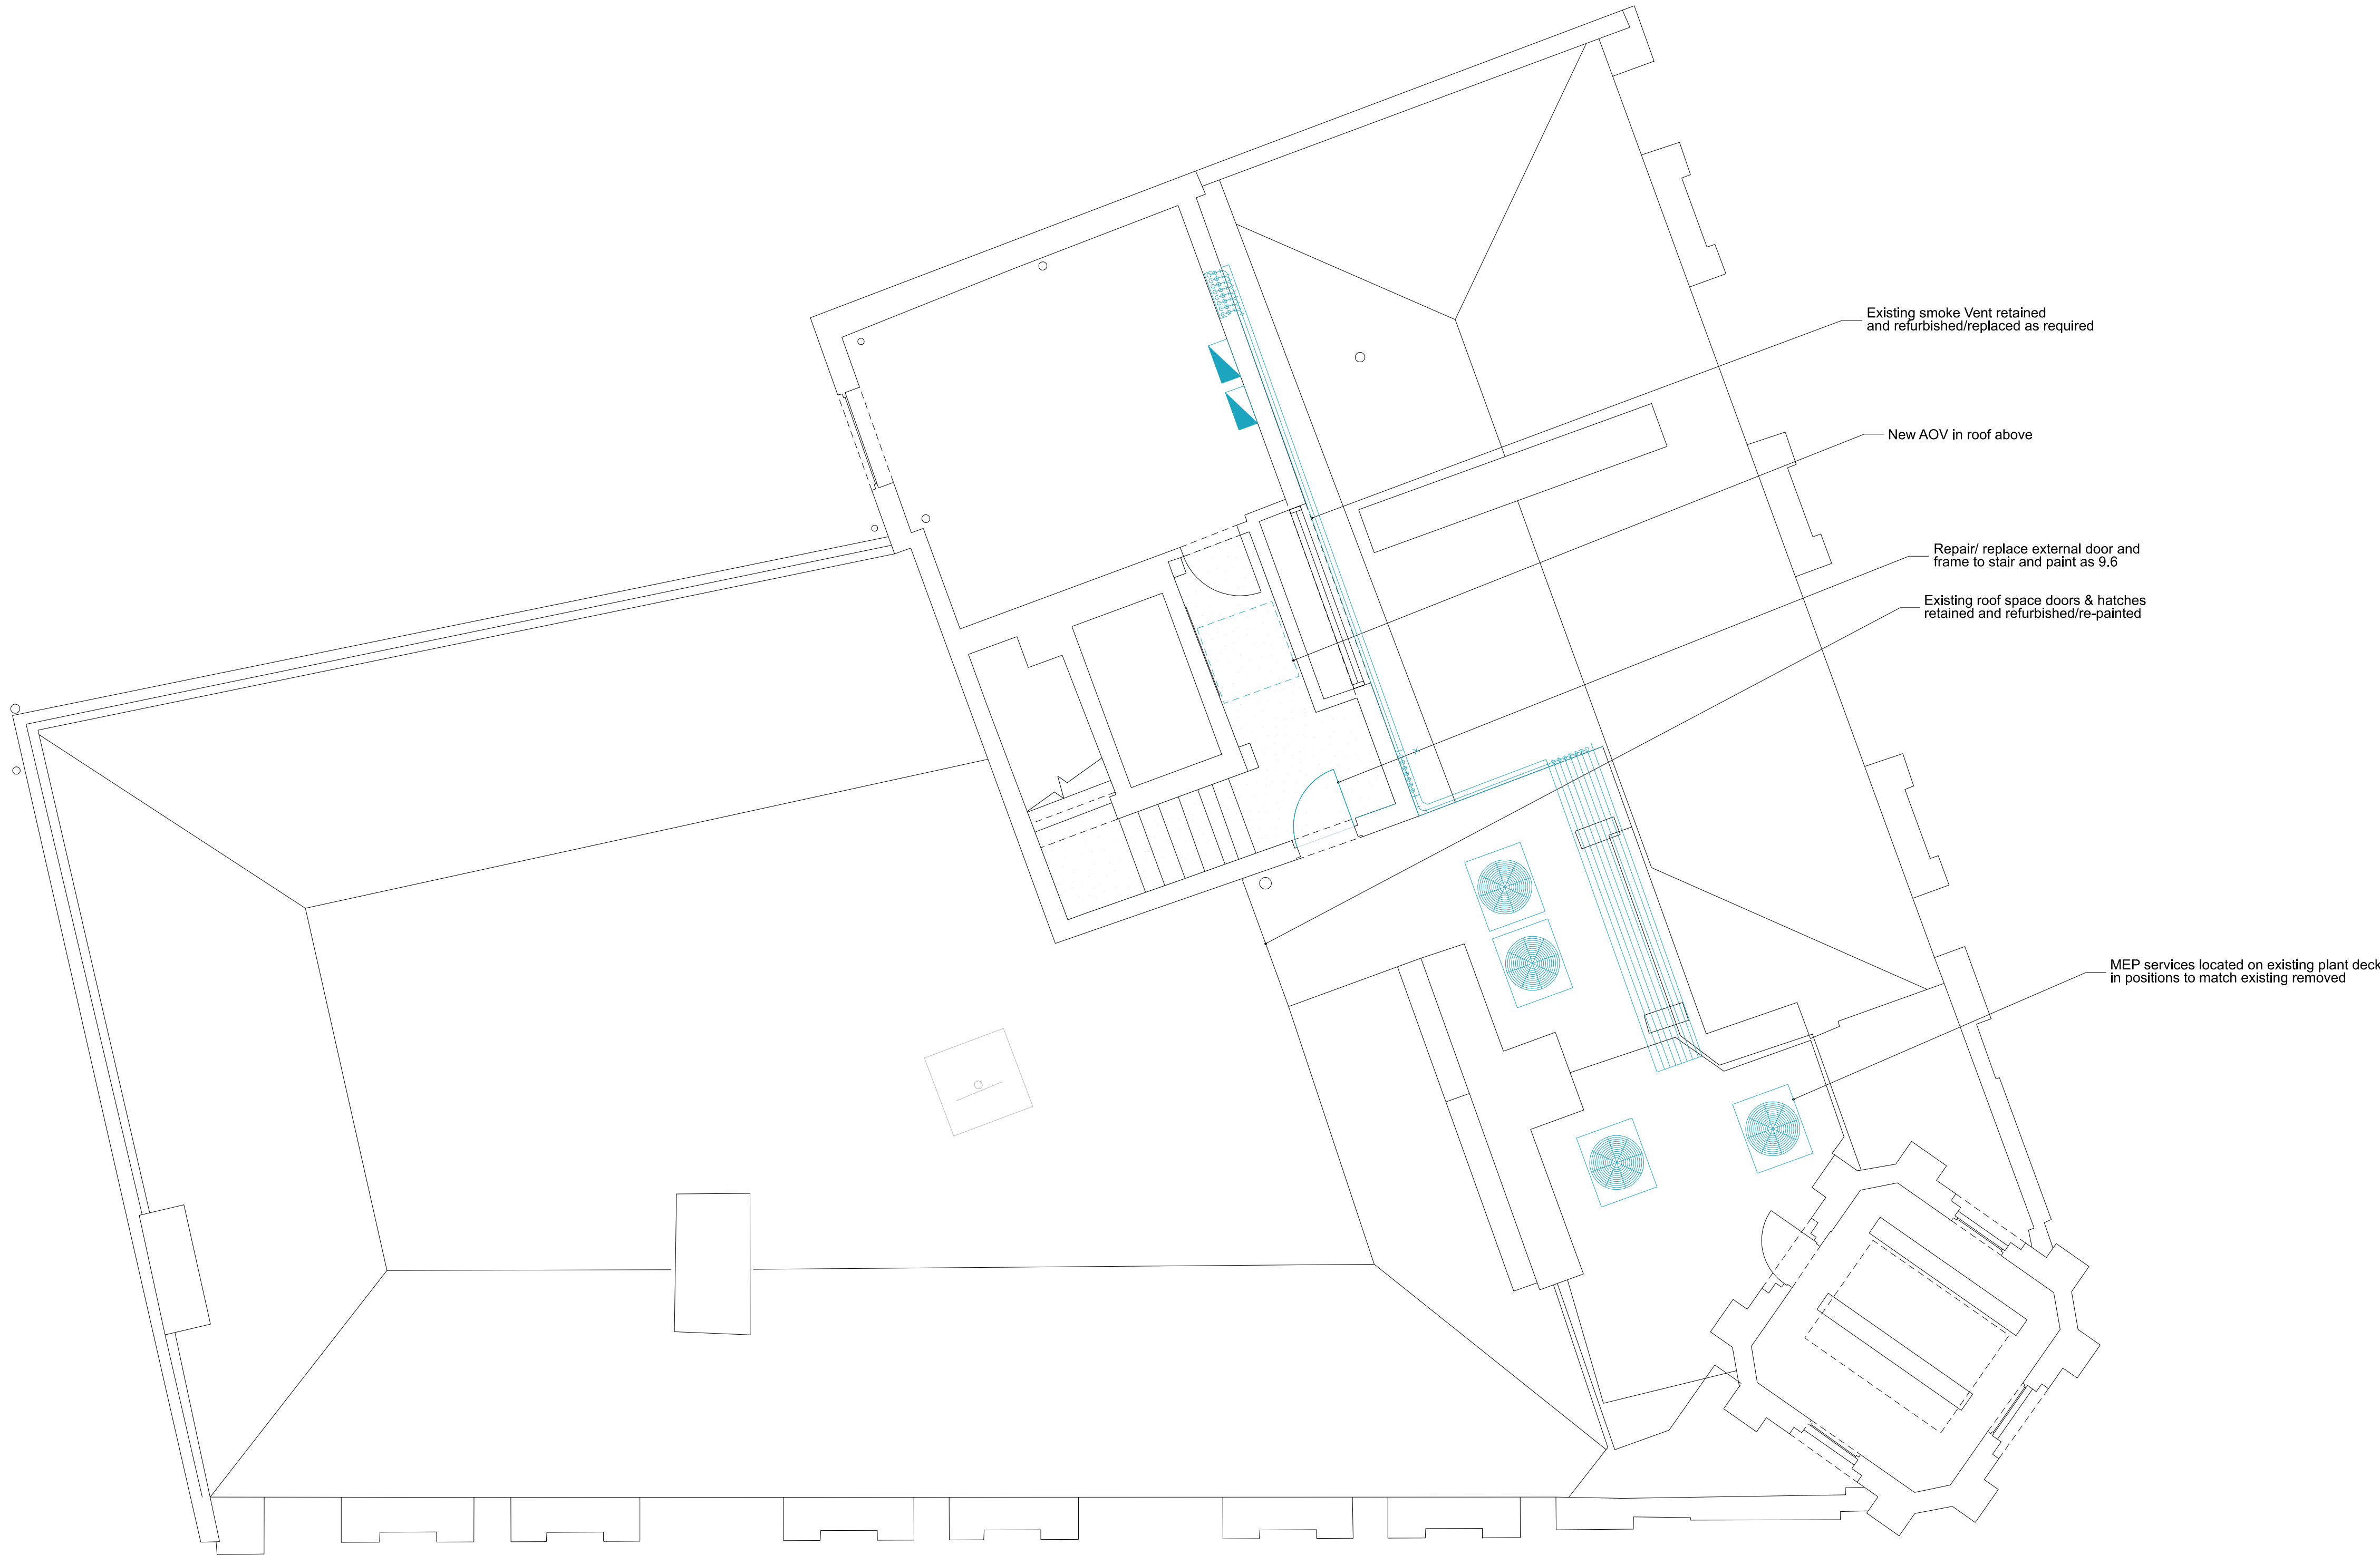 Existing smoke Vent retained
and refurbished/replaced as required
New AOV in roof above
Repair/ replace external door and
frame to stair and paint as 9.6
Existing roof space doors & hatches
retained and refurbished/re-painted
MEP services located on existing plant deck
in positions to match existing removed